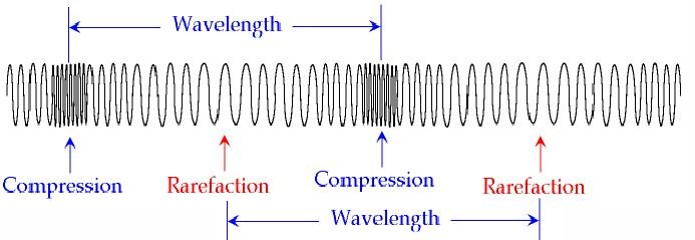 Wavelength
Compression
Rarefaction
Compression
Rarefaction
Wavelength